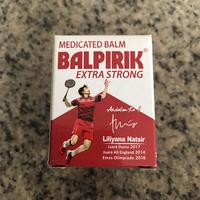 MEDICATED BALM
BALPIRIK®
EXTRA STRONG
Liliyana Natsir
Juara Dunia 2017
Juara All England 2014
Emas Olimpiade 2016